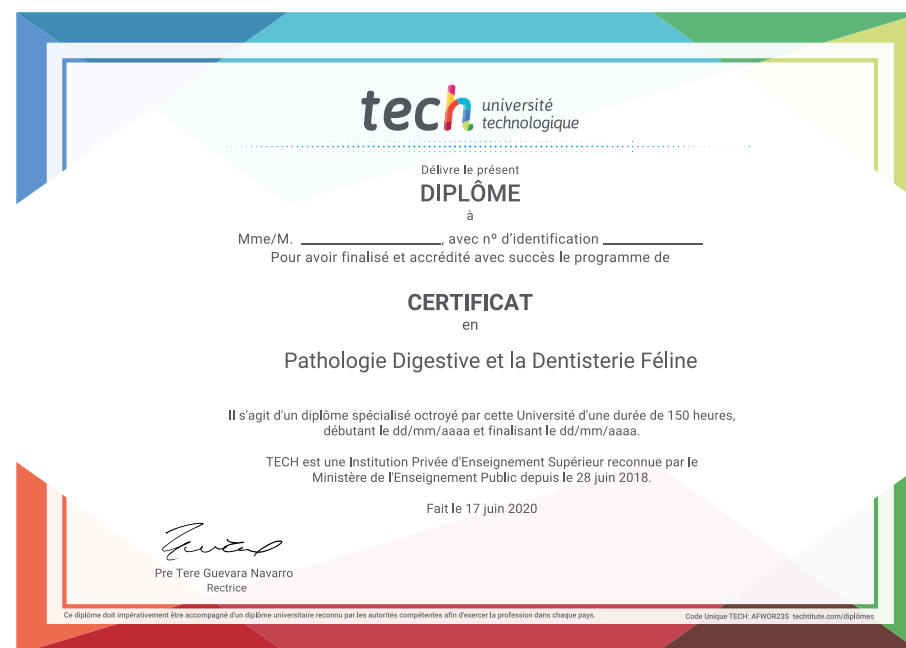 tech université
technologique
Délivre le présent
DIPLÔME
à
Mme/M. ____________, avec nº d'identification ____________
Pour avoir finalisé et accrédité avec succès le programme de
CERTIFICAT
en
Pathologie Digestive et la Dentisterie Féline
Il s'agit d'un diplôme spécialisé octroyé par cette Université d'une durée de 150 heures,
débutant le dd/mm/aaaa et finalisant le dd/mm/aaaa.
TECH est une Institution Privée d'Enseignement Supérieur reconnue par le
Ministère de l'Enseignement Public depuis le 28 juin 2018.
Fait le 17 juin 2020
Pre Tere Guevara Navarro
Rectrice
Ce diplôme doit impérativement être accompagné d'un diplôme universitaire reconnu par les autorités compétentes afin d'exercer la profession dans chaque pays.
Code Unique TECH: AFWOR23S techtitute.com/diplômes